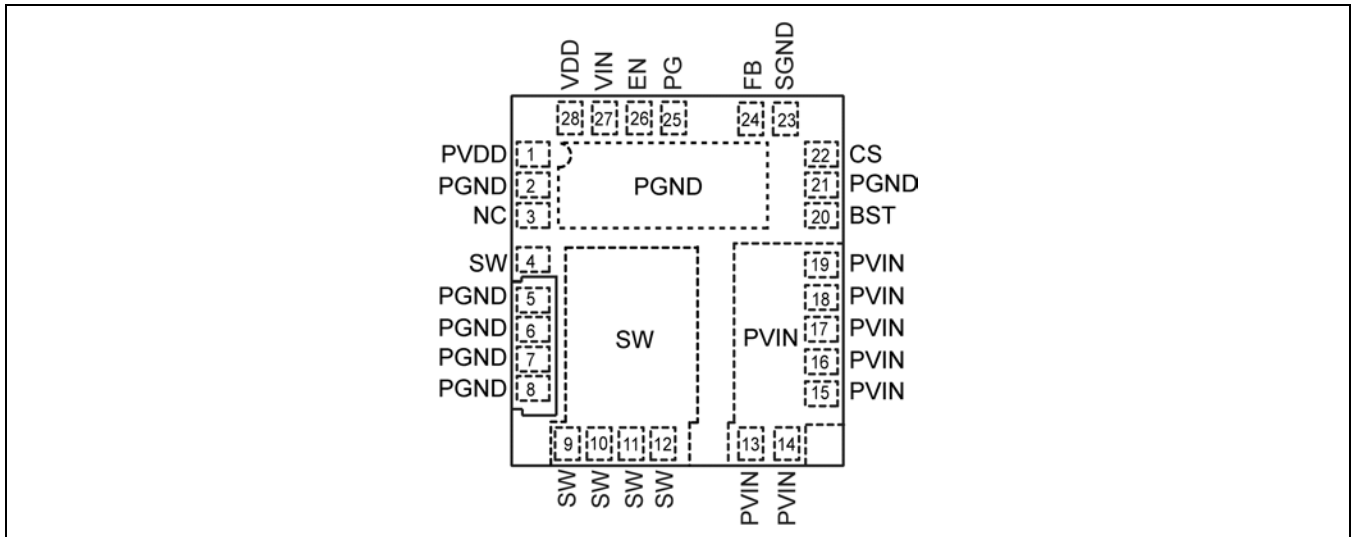 VDD
VIN
EN
PG
FB
SGND
28
27
26
25
24
23
PVDD 1
22 CS
PGND 2
PGND
21 PGND
NC 3
20 BST
SW 4
19 PVIN
PGND 5
18 PVIN
PGND 6
SW
PVIN
17 PVIN
PGND 7
16 PVIN
PGND 8
15 PVIN
9
10
11
12
13
14
SW
SW
SW
SW
PVIN
PVIN